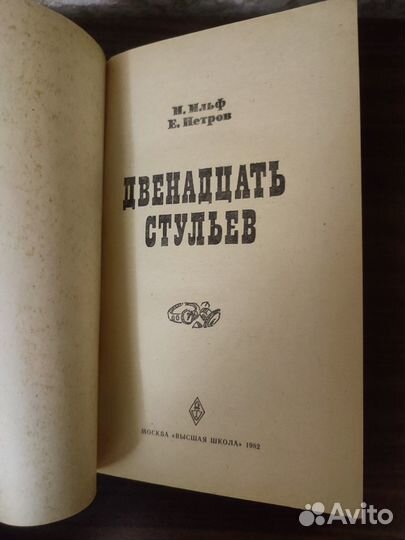 И. Ильф
Е. Петров
ДВЕНАДЦАТЬ
СТУЛЬЕВ
МОСКВА «ВЫСШАЯ ШКОЛА» 1982
Avito